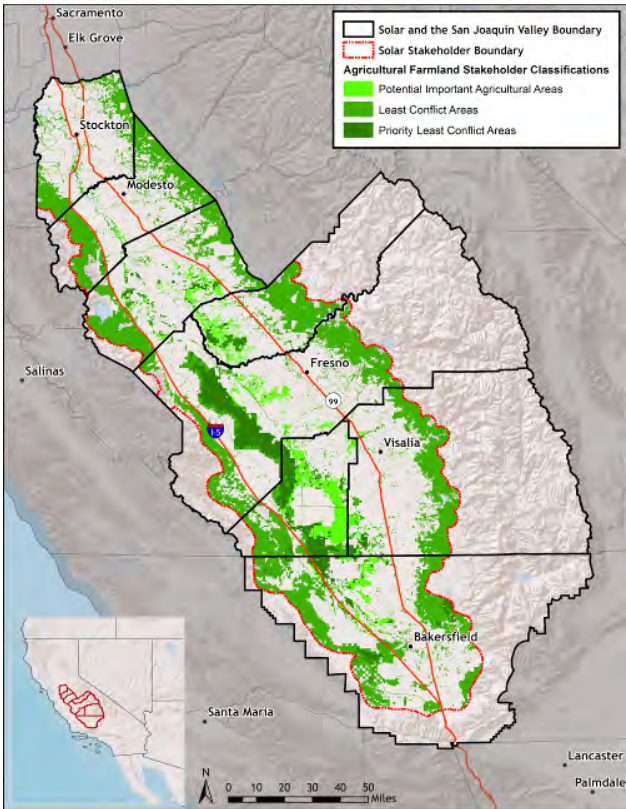 Sacramento
Elk Grove
Solar and the San Joaquin Valley Boundary
Solar Stakeholder Boundary
Agricultural Farmland Stakeholder Classifications
Potential Important Agricultural Areas
Least Conflict Areas
Priority Least Conflict Areas
Stockton
Modesto
Salinas
Fresno
99
I-5
Visalia
Bakersfield
Santa Maria
Lancaster
Palmdale
N
0 10 20 30 40 50
Miles